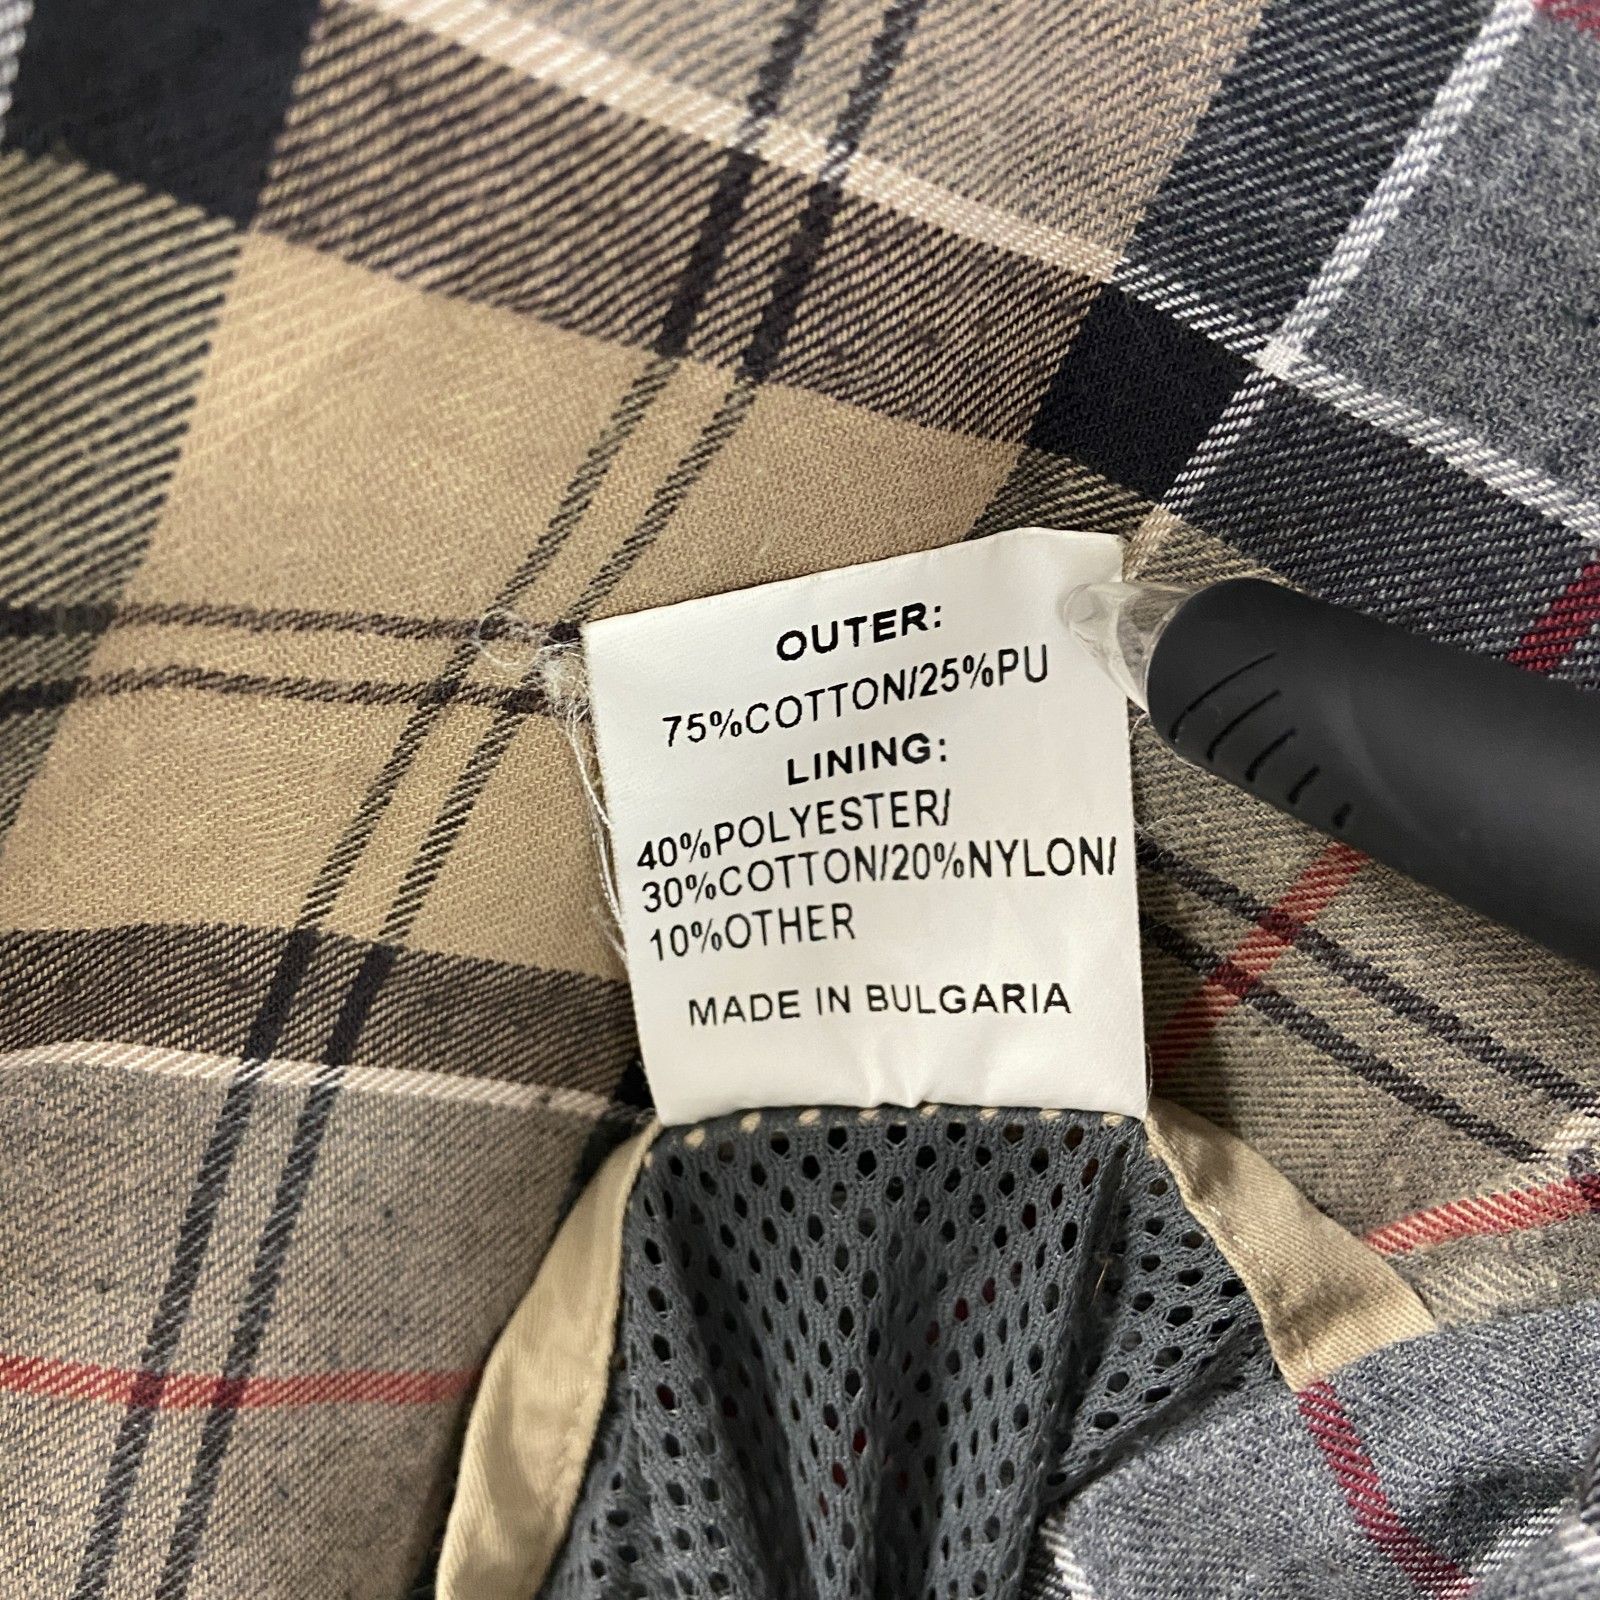 OUTER:
75%COTTON/25%PU
LINING:
40%POLYESTER/
30%COTTON/20%NYLON/
10%OTHER
MADE IN BULGARIA